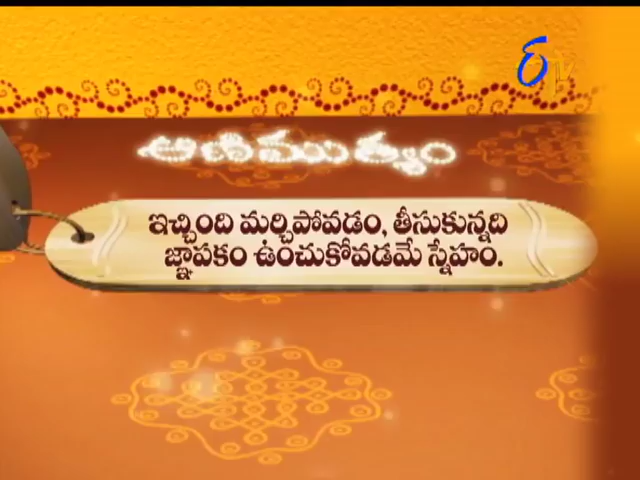 ఆణిముత్యం
ఇచ్చింది మర్చిపోవడం, తీసుకున్నది
జ్ఞాపకం ఉంచుకోవడమే స్నేహం.